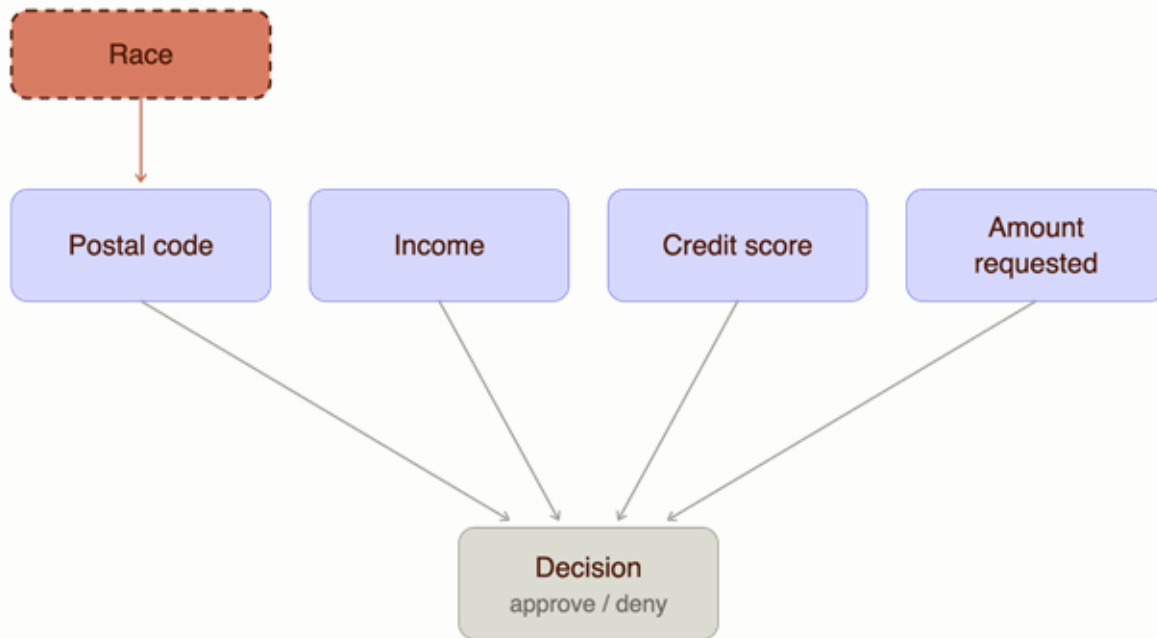 Race
Postal code
Income
Credit score
Amount
requested
Decision
approve / deny